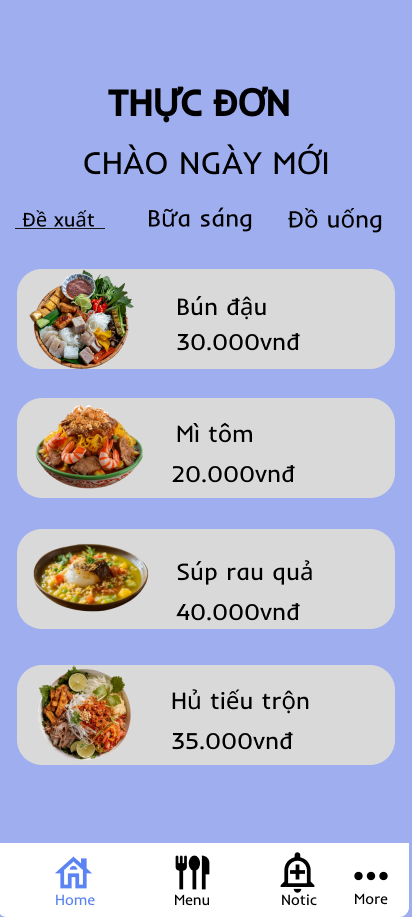 THỰC ĐƠN
CHÀO NGÀY MỚI
Đề xuất Bữa sáng Đồ uống
Bún đậu
30.000vnđ
Mì tôm
20.000vnđ
Súp rau quả
40.000vnđ
Hủ tiếu trộn
35.000vnđ
Home Menu Notic More